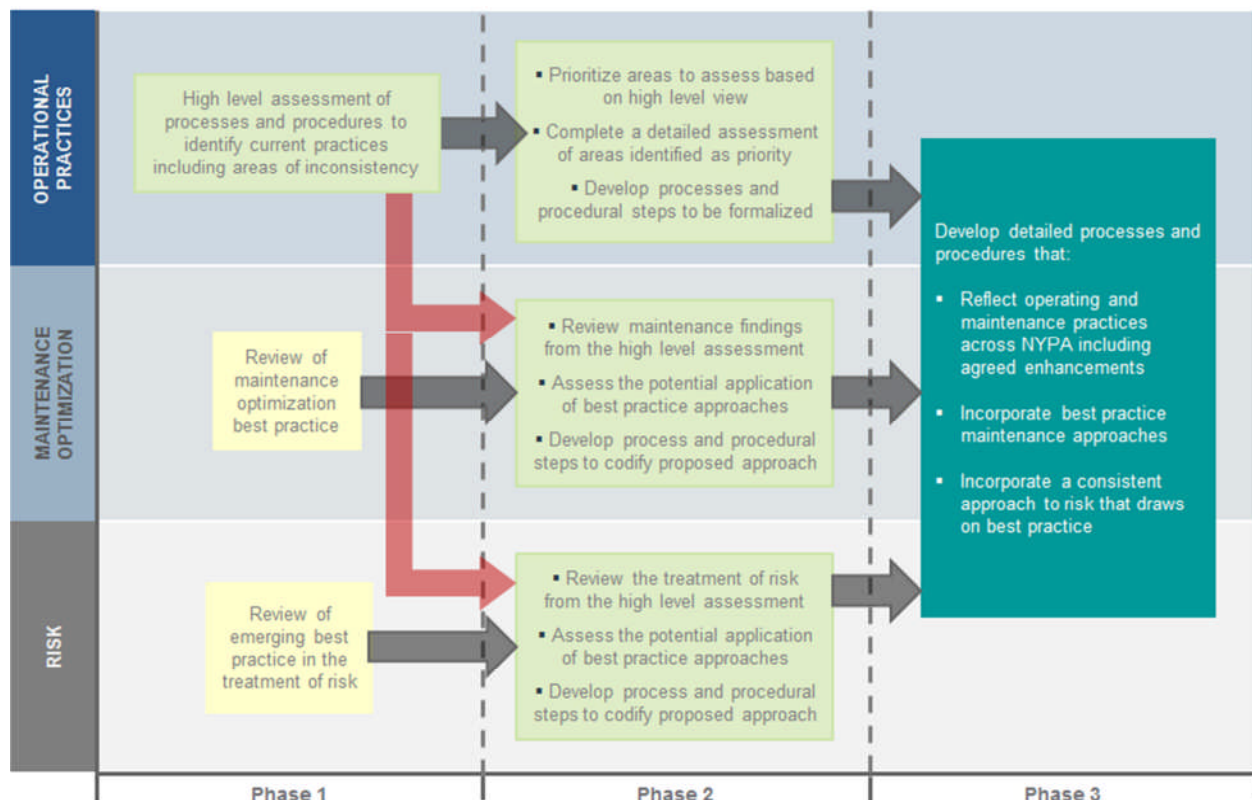 OPERATIONAL
PRACTICES
High level assessment of
processes and procedures to
identify current practices
including areas of inconsistency
▪ Prioritize areas to assess based
on high level view
▪ Complete a detailed assessment
of areas identified as priority
▪ Develop processes and
procedural steps to be formalized
MAINTENANCE
OPTIMIZATION
Review of
maintenance
optimization
best practice
▪ Review maintenance findings
from the high level assessment
▪ Assess the potential application
of best practice approaches
▪ Develop process and procedural
steps to codify proposed approach
RISK
Review of
emerging best
practice in the
treatment of risk
▪ Review the treatment of risk
from the high level assessment
▪ Assess the potential application
of best practice approaches
▪ Develop process and procedural
steps to codify proposed approach
Develop detailed processes and
procedures that:
▪ Reflect operating and
maintenance practices
across NYPA including
agreed enhancements
▪ Incorporate best practice
maintenance approaches
▪ Incorporate a consistent
approach to risk that draws
on best practice
Phase 1
Phase 2
Phase 3